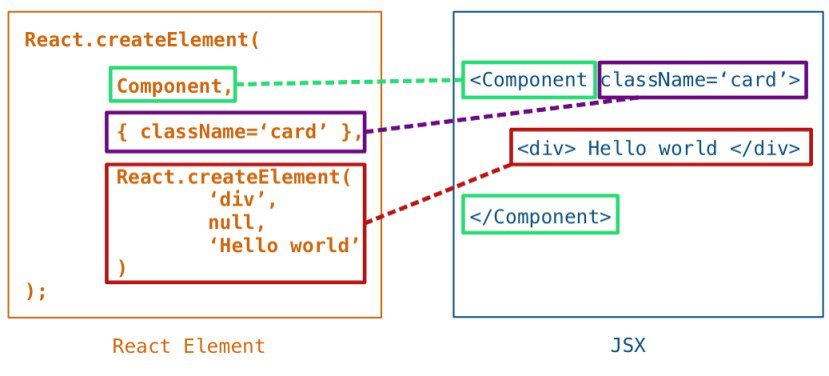 React.createElement(
Component,
{ className=‘card’ },
React.createElement(
‘div’,
null,
‘Hello world’
)
);
React Element
<Component className=‘card’>
<div> Hello world </div>
</Component>
JSX